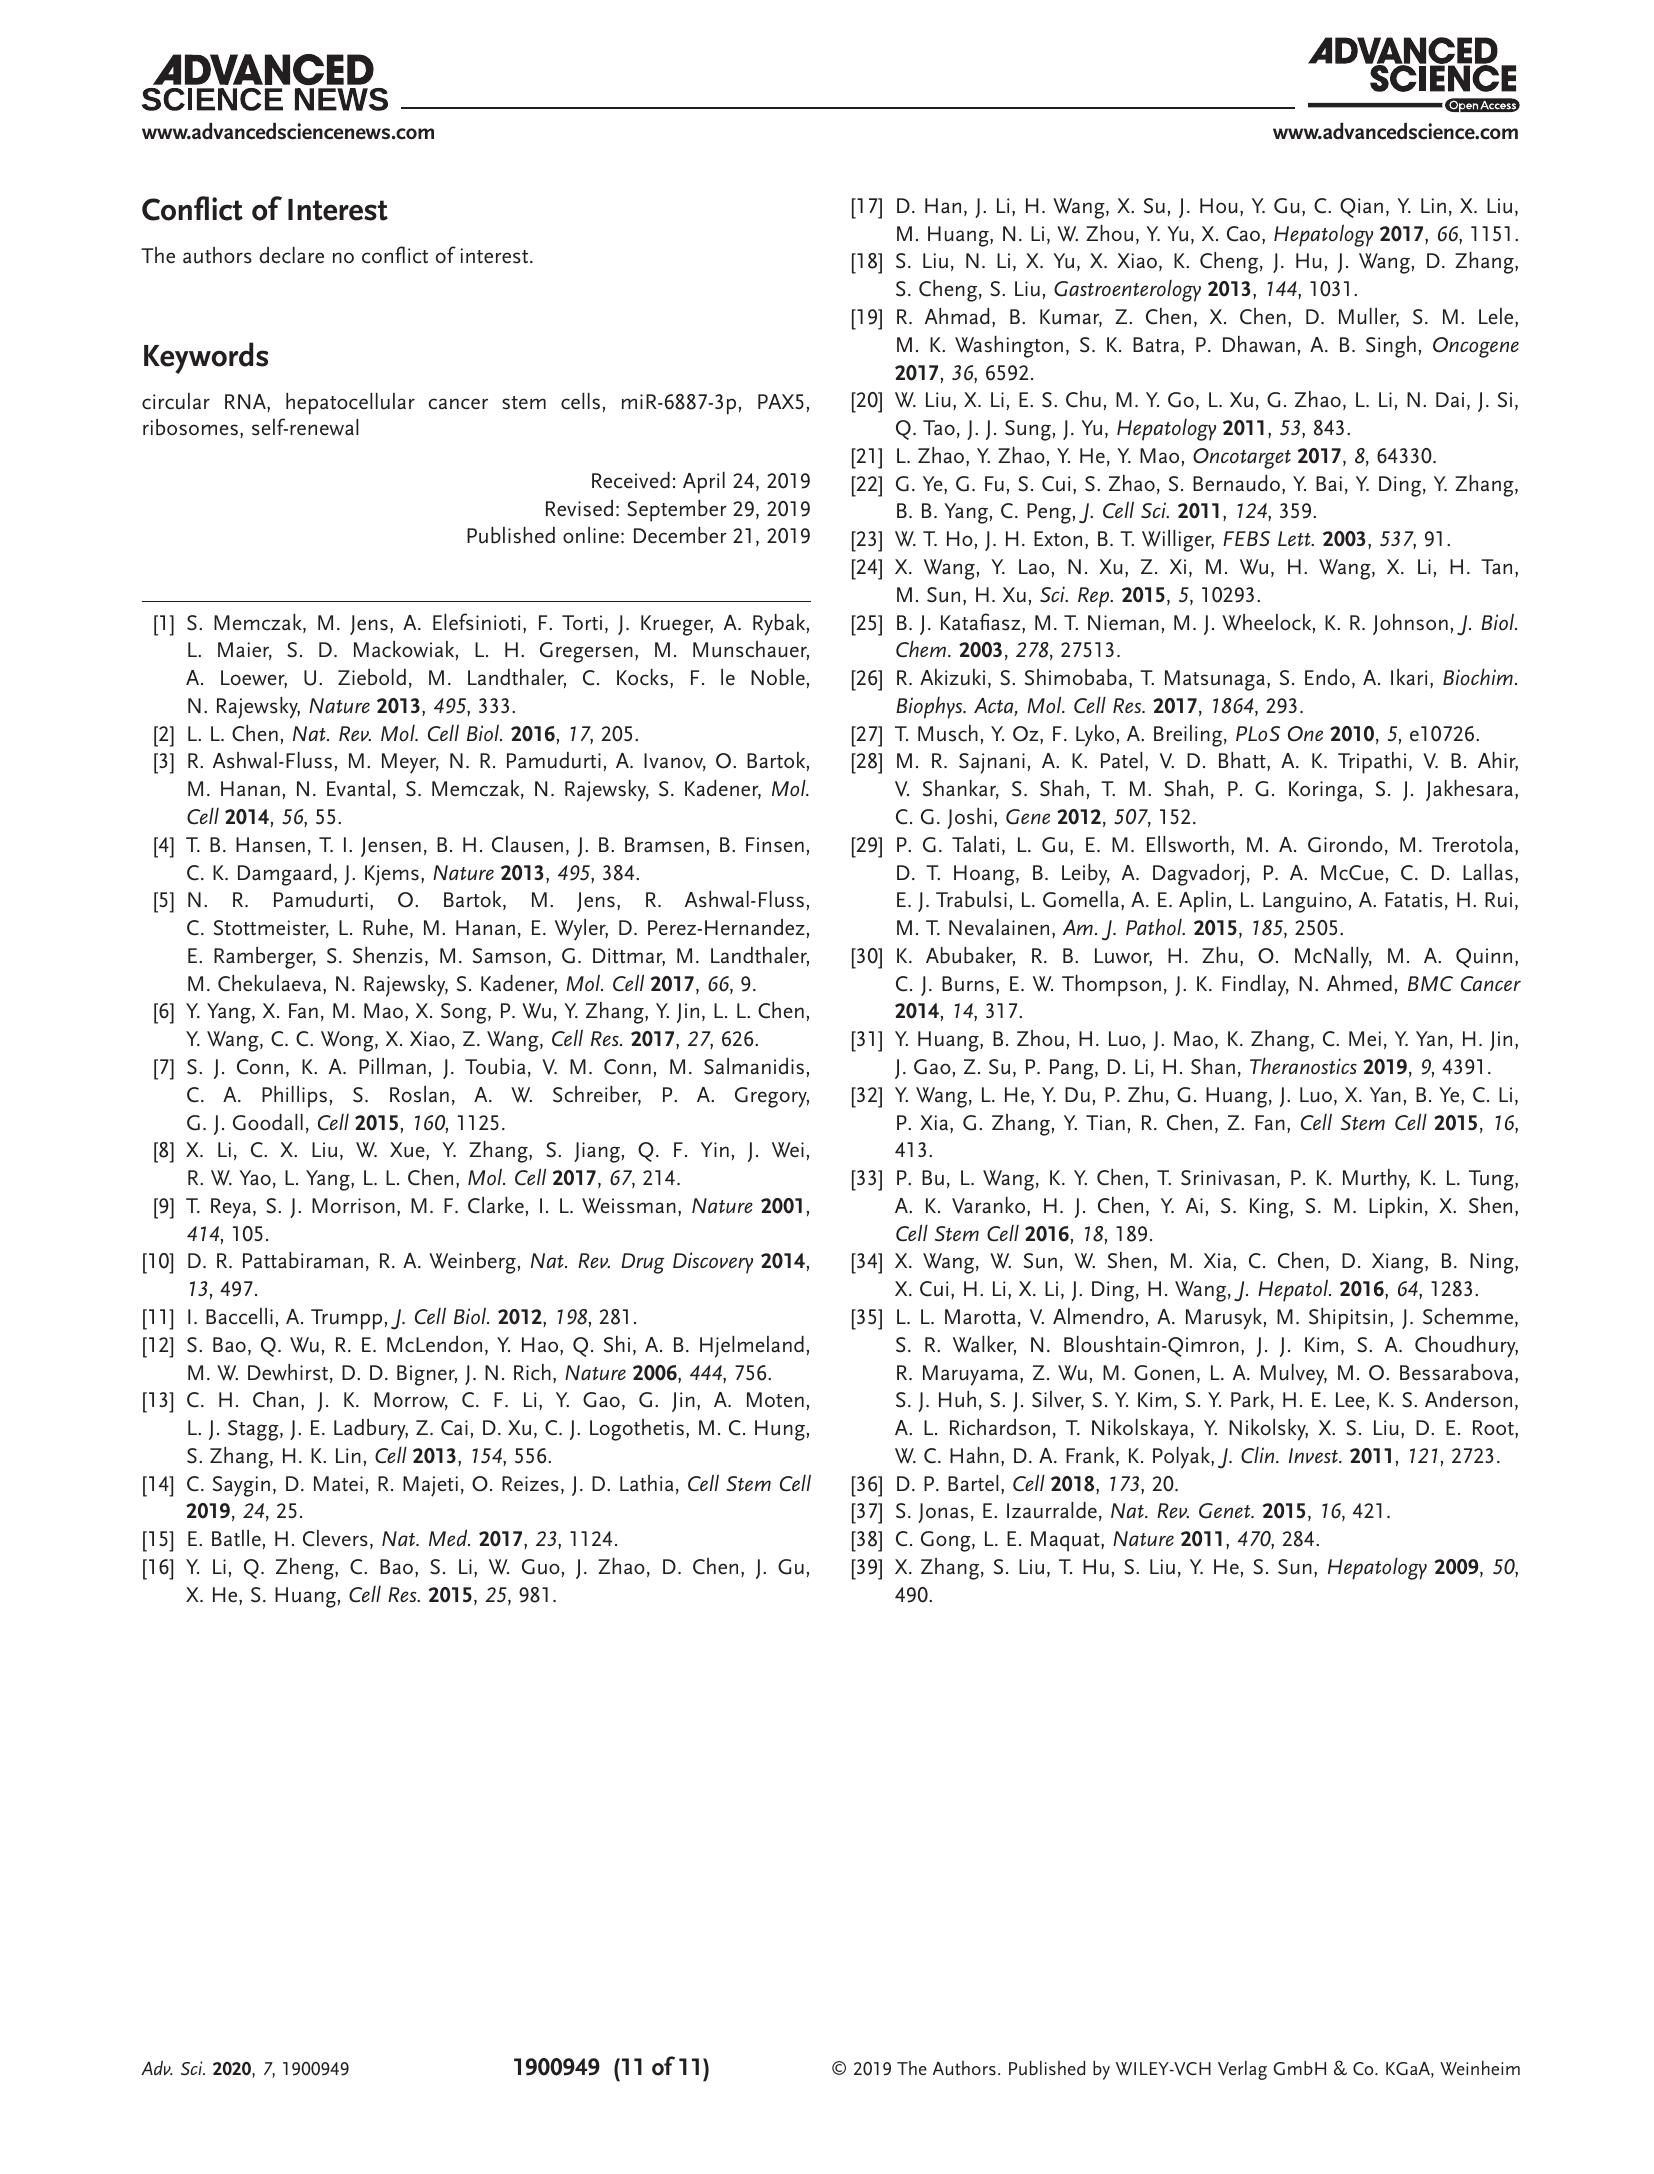 ADVANCED
SCIENCE NEWS
www.advancedsciencenews.com
ADVANCED
SCIENCE
Open Access
www.advancedscience.com
Conflict of Interest
The authors declare no conflict of interest.
Keywords
circular RNA, hepatocellular cancer stem cells, miR-6887-3p, PAX5,
ribosomes, self-renewal
Received: April 24, 2019
Revised: September 29, 2019
Published online: December 21, 2019
[1] S. Memczak, M. Jens, A. Elefsinioti, F. Torti, J. Krueger, A. Rybak,
L. Maier, S. D. Mackowiak, L. H. Gregersen, M. Munschauer,
A. Loewer, U. Ziebold, M. Landthaler, C. Kocks, F. le Noble,
N. Rajewsky, Nature 2013, 495, 333.
[2] L. L. Chen, Nat. Rev. Mol. Cell Biol. 2016, 17, 205.
[3] R. Ashwal-Fluss, M. Meyer, N. R. Pamudurti, A. Ivanov, O. Bartok,
M. Hanan, N. Evantal, S. Memczak, N. Rajewsky, S. Kadener, Mol.
Cell 2014, 56, 55.
[4] T. B. Hansen, T. I. Jensen, B. H. Clausen, J. B. Bramsen, B. Finsen,
C. K. Damgaard, J. Kjems, Nature 2013, 495, 384.
[5] N. R. Pamudurti, O. Bartok, M. Jens, R. Ashwal-Fluss,
C. Stottmeister, L. Ruhe, M. Hanan, E. Wyler, D. Perez-Hernandez,
E. Ramberger, S. Shenzis, M. Samson, G. Dittmar, M. Landthaler,
M. Chekulaeva, N. Rajewsky, S. Kadener, Mol. Cell 2017, 66, 9.
[6] Y. Yang, X. Fan, M. Mao, X. Song, P. Wu, Y. Zhang, Y. Jin, L. L. Chen,
Y. Wang, C. C. Wong, X. Xiao, Z. Wang, Cell Res. 2017, 27, 626.
[7] S. J. Conn, K. A. Pillman, J. Toubia, V. M. Conn, M. Salmanidis,
C. A. Phillips, S. Roslan, A. W. Schreiber, P. A. Gregory,
G. J. Goodall, Cell 2015, 160, 1125.
[8] X. Li, C. X. Liu, W. Xue, Y. Zhang, S. Jiang, Q. F. Yin, J. Wei,
R. W. Yao, L. Yang, L. L. Chen, Mol. Cell 2017, 67, 214.
[9] T. Reya, S. J. Morrison, M. F. Clarke, I. L. Weissman, Nature 2001,
414, 105.
[10] D. R. Pattabiraman, R. A. Weinberg, Nat. Rev. Drug Discovery 2014,
13, 497.
[11] I. Baccelli, A. Trumpp, J. Cell Biol. 2012, 198, 281.
[12] S. Bao, Q. Wu, R. E. McLendon, Y. Hao, Q. Shi, A. B. Hjelmeland,
M. W. Dewhirst, D. D. Bigner, J. N. Rich, Nature 2006, 444, 756.
[13] C. H. Chan, J. K. Morrow, C. F. Li, Y. Gao, G. Jin, A. Moten,
L. J. Stagg, J. E. Ladbury, Z. Cai, D. Xu, C. J. Logothetis, M. C. Hung,
S. Zhang, H. K. Lin, Cell 2013, 154, 556.
[14] C. Saygin, D. Matei, R. Majeti, O. Reizes, J. D. Lathia, Cell Stem Cell
2019, 24, 25.
[15] E. Batlle, H. Clevers, Nat. Med. 2017, 23, 1124.
[16] Y. Li, Q. Zheng, C. Bao, S. Li, W. Guo, J. Zhao, D. Chen, J. Gu,
X. He, S. Huang, Cell Res. 2015, 25, 981.
[17] D. Han, J. Li, H. Wang, X. Su, J. Hou, Y. Gu, C. Qian, Y. Lin, X. Liu,
M. Huang, N. Li, W. Zhou, Y. Yu, X. Cao, Hepatology 2017, 66, 1151.
[18] S. Liu, N. Li, X. Yu, X. Xiao, K. Cheng, J. Hu, J. Wang, D. Zhang,
S. Cheng, S. Liu, Gastroenterology 2013, 144, 1031.
[19] R. Ahmad, B. Kumar, Z. Chen, X. Chen, D. Muller, S. M. Lele,
M. K. Washington, S. K. Batra, P. Dhawan, A. B. Singh, Oncogene
2017, 36, 6592.
[20] W. Liu, X. Li, E. S. Chu, M. Y. Go, L. Xu, G. Zhao, L. Li, N. Dai, J. Si,
Q. Tao, J. J. Sung, J. Yu, Hepatology 2011, 53, 843.
[21] L. Zhao, Y. Zhao, Y. He, Y. Mao, Oncotarget 2017, 8, 64330.
[22] G. Ye, G. Fu, S. Cui, S. Zhao, S. Bernaudo, Y. Bai, Y. Ding, Y. Zhang,
B. B. Yang, C. Peng, J. Cell Sci. 2011, 124, 359.
[23] W. T. Ho, J. H. Exton, B. T. Williger, FEBS Lett. 2003, 537, 91.
[24] X. Wang, Y. Lao, N. Xu, Z. Xi, M. Wu, H. Wang, X. Li, H. Tan,
M. Sun, H. Xu, Sci. Rep. 2015, 5, 10293.
[25] B. J. Katafiasz, M. T. Nieman, M. J. Wheelock, K. R. Johnson, J. Biol.
Chem. 2003, 278, 27513.
[26] R. Akizuki, S. Shimobaba, T. Matsunaga, S. Endo, A. Ikari, Biochim.
Biophys. Acta, Mol. Cell Res. 2017, 1864, 293.
[27] T. Musch, Y. Oz, F. Lyko, A. Breiling, PLoS One 2010, 5, e10726.
[28] M. R. Sajnani, A. K. Patel, V. D. Bhatt, A. K. Tripathi, V. B. Ahir,
V. Shankar, S. Shah, T. M. Shah, P. G. Koringa, S. J. Jakhesara,
C. G. Joshi, Gene 2012, 507, 152.
[29] P. G. Talati, L. Gu, E. M. Ellsworth, M. A. Girondo, M. Trerotola,
D. T. Hoang, B. Leiby, A. Dagvadorj, P. A. McCue, C. D. Lallas,
E. J. Trabulsi, L. Gomella, A. E. Aplin, L. Languino, A. Fatatis, H. Rui,
M. T. Nevalainen, Am. J. Pathol. 2015, 185, 2505.
[30] K. Abubaker, R. B. Luwor, H. Zhu, O. McNally, M. A. Quinn,
C. J. Burns, E. W. Thompson, J. K. Findlay, N. Ahmed, BMC Cancer
2014, 14, 317.
[31] Y. Huang, B. Zhou, H. Luo, J. Mao, K. Zhang, C. Mei, Y. Yan, H. Jin,
J. Gao, Z. Su, P. Pang, D. Li, H. Shan, Theranostics 2019, 9, 4391.
[32] Y. Wang, L. He, Y. Du, P. Zhu, G. Huang, J. Luo, X. Yan, B. Ye, C. Li,
P. Xia, G. Zhang, Y. Tian, R. Chen, Z. Fan, Cell Stem Cell 2015, 16,
413.
[33] P. Bu, L. Wang, K. Y. Chen, T. Srinivasan, P. K. Murthy, K. L. Tung,
A. K. Varanko, H. J. Chen, Y. Ai, S. King, S. M. Lipkin, X. Shen,
Cell Stem Cell 2016, 18, 189.
[34] X. Wang, W. Sun, W. Shen, M. Xia, C. Chen, D. Xiang, B. Ning,
X. Cui, H. Li, X. Li, J. Ding, H. Wang, J. Hepatol. 2016, 64, 1283.
[35] L. L. Marotta, V. Almendro, A. Marusyk, M. Shipitsin, J. Schemme,
S. R. Walker, N. Bloushtain-Qimron, J. J. Kim, S. A. Choudhury,
R. Maruyama, Z. Wu, M. Gonen, L. A. Mulvey, M. O. Bessarabova,
S. J. Huh, S. J. Silver, S. Y. Kim, S. Y. Park, H. E. Lee, K. S. Anderson,
A. L. Richardson, T. Nikolskaya, Y. Nikolsky, X. S. Liu, D. E. Root,
W. C. Hahn, D. A. Frank, K. Polyak, J. Clin. Invest. 2011, 121, 2723.
[36] D. P. Bartel, Cell 2018, 173, 20.
[37] S. Jonas, E. Izaurralde, Nat. Rev. Genet. 2015, 16, 421.
[38] C. Gong, L. E. Maquat, Nature 2011, 470, 284.
[39] X. Zhang, S. Liu, T. Hu, S. Liu, Y. He, S. Sun, Hepatology 2009, 50,
490.
Adv. Sci. 2020, 7, 1900949
1900949 (11 of 11)
© 2019 The Authors. Published by WILEY-VCH Verlag GmbH & Co. KGaA, Weinheim